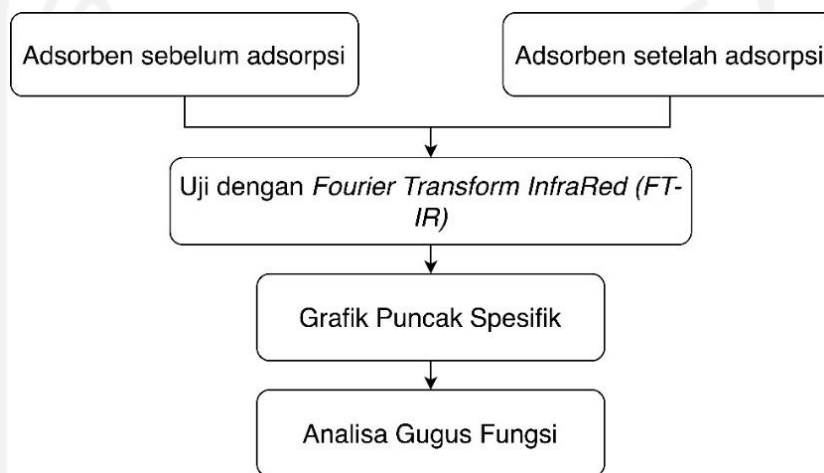 Adsorben sebelum adsorpsi
Adsorben setelah adsorpsi
Uji dengan Fourier Transform InfraRed (FT-
IR)
Grafik Puncak Spesifik
Analisa Gugus Fungsi